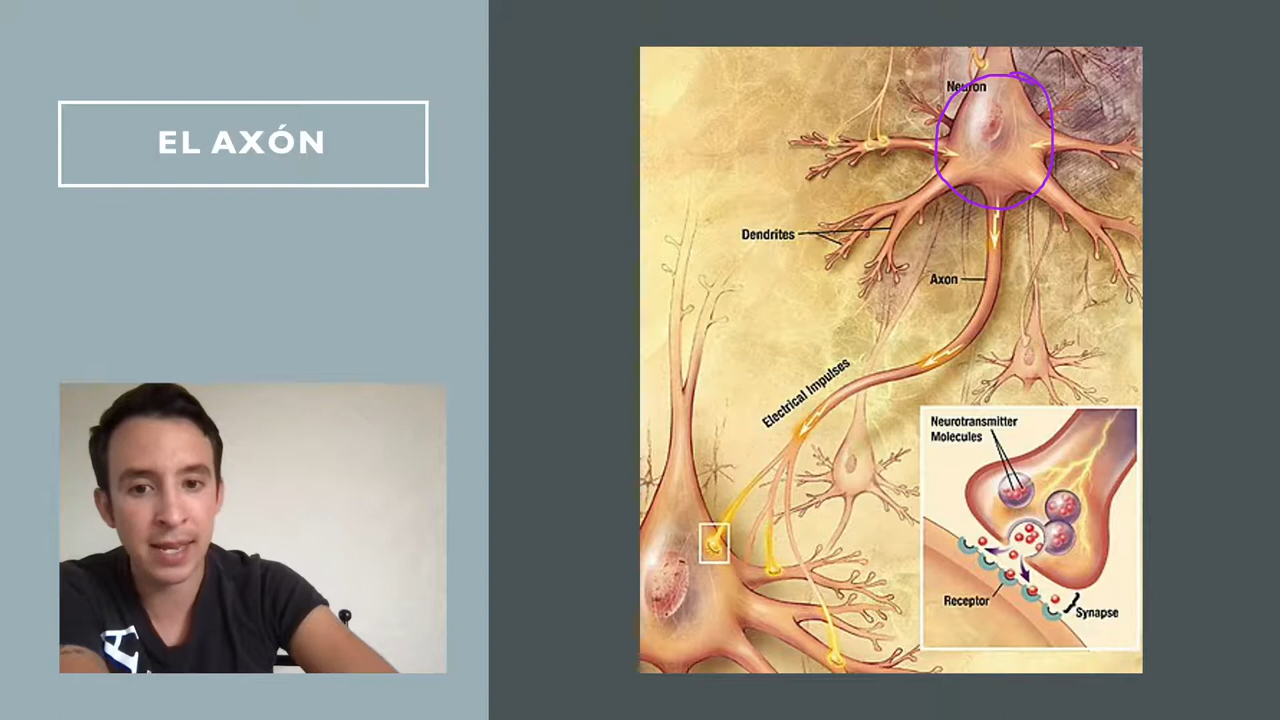 EL AXÓN
Neuron
Dendrites
Axon
Electrical Impulses
Neurotransmitter
Molecules
Receptor
Synapse